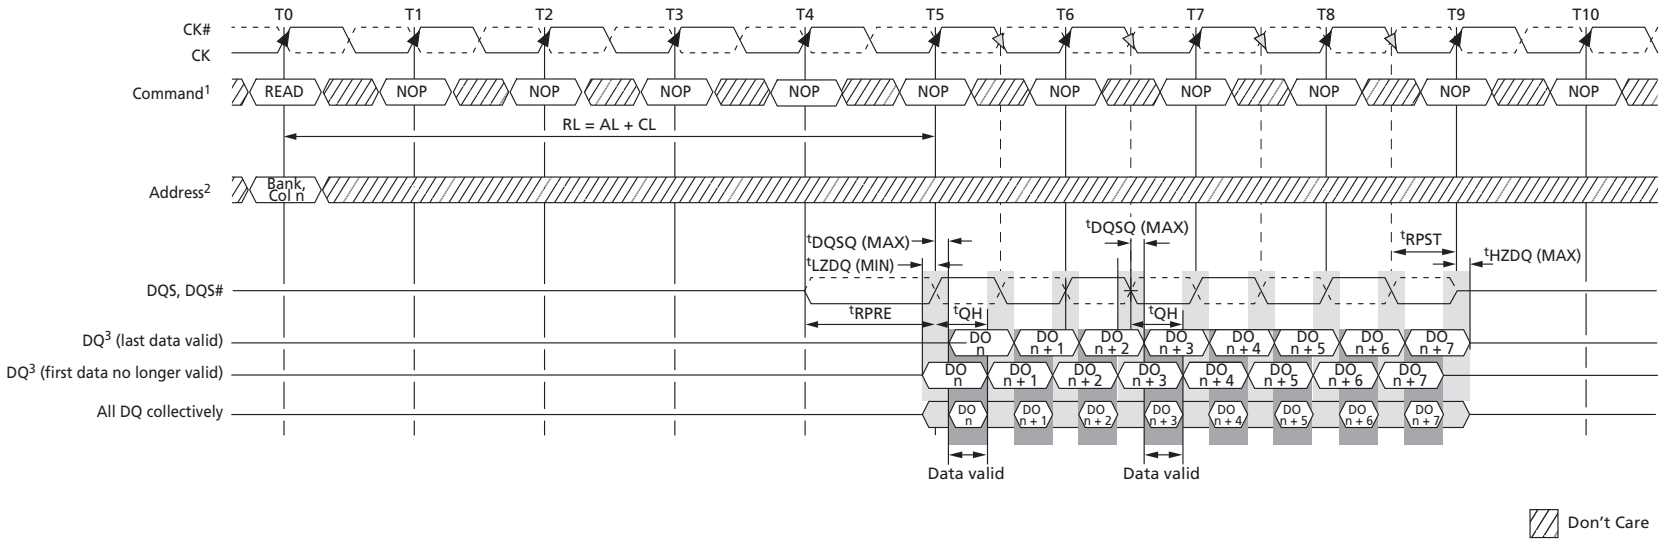 T0 T1 T2 T3 T4 T5 T6 T7 T8 T9 T10
CK#
CK
Command1 READ NOP NOP NOP NOP NOP NOP NOP NOP NOP NOP
RL = AL + CL
Address2 Bank, Col n
tDQSQ (MAX) tDQSQ (MAX) tRPST
tLZDQ (MIN) tHZDQ (MAX)
DQS, DQS#
tRPRE tQH tQH
DQ3 (last data valid) DO n DO n + 1 DO n + 2 DO n + 3 DO n + 4 DO n + 5 DO n + 6 DO n + 7
DQ3 (first data no longer valid) DO n DO n + 1 DO n + 2 DO n + 3 DO n + 4 DO n + 5 DO n + 6 DO n + 7
All DQ collectively DO n DO n + 1 DO n + 2 DO n + 3 DO n + 4 DO n + 5 DO n + 6 DO n + 7
Data valid Data valid
Don't Care